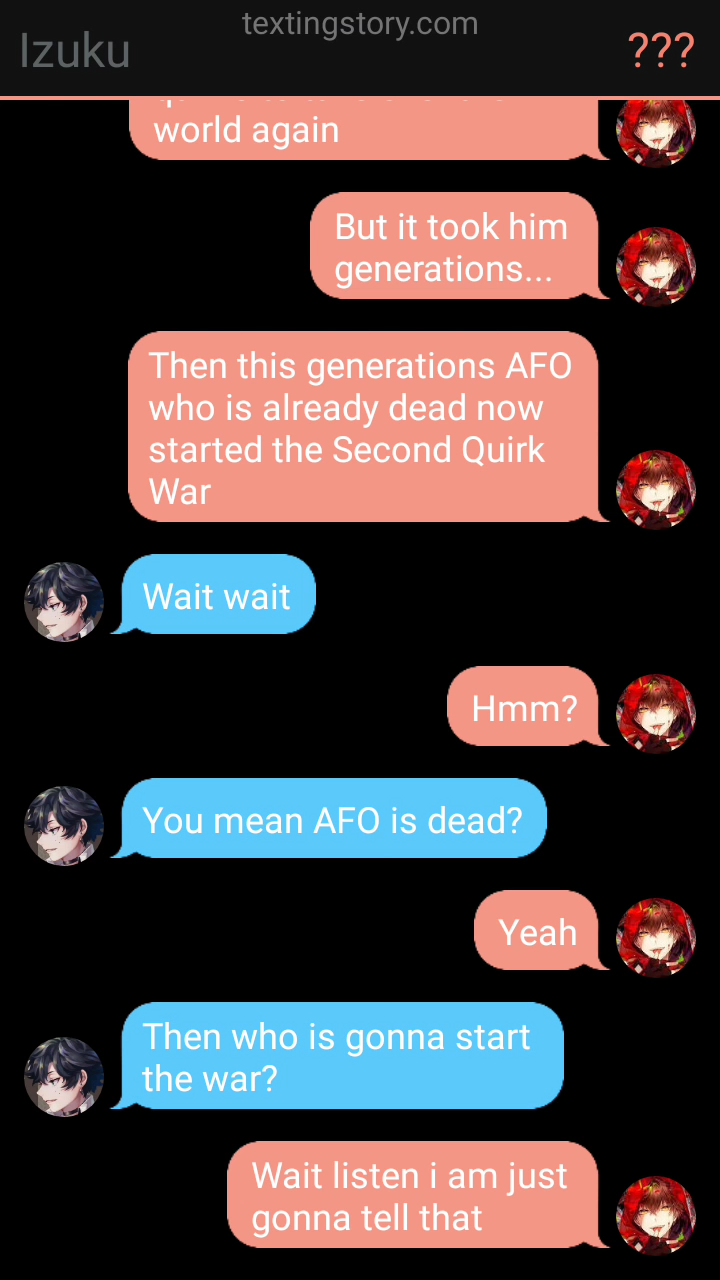 textingstory.com
Izuku
???
world again
But it took him
generations...
Then this generations AFO
who is already dead now
started the Second Quirk
War
Wait wait
Hmm?
You mean AFO is dead?
Yeah
Then who is gonna start
the war?
Wait listen i am just
gonna tell that